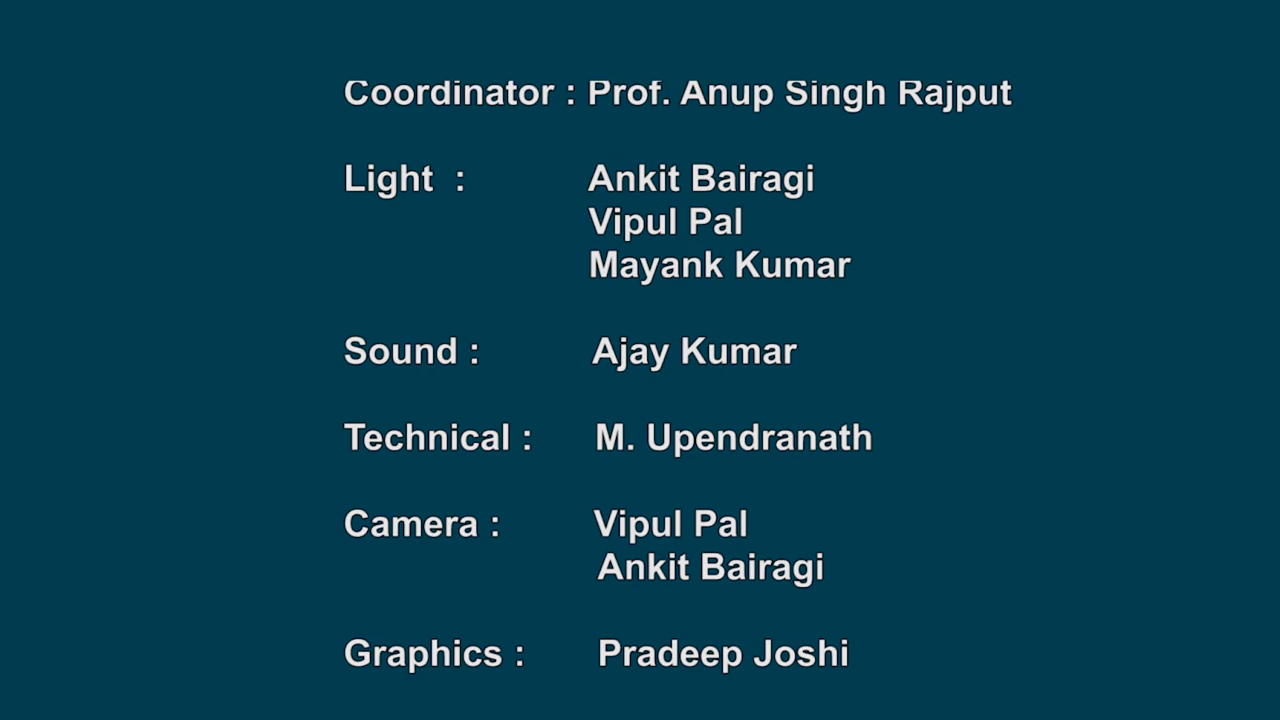 Coordinator : Prof. Anup Singh Rajput
Light : Ankit Bairagi
Vipul Pal
Mayank Kumar
Sound : Ajay Kumar
Technical : M. Upendranath
Camera : Vipul Pal
Ankit Bairagi
Graphics : Pradeep Joshi